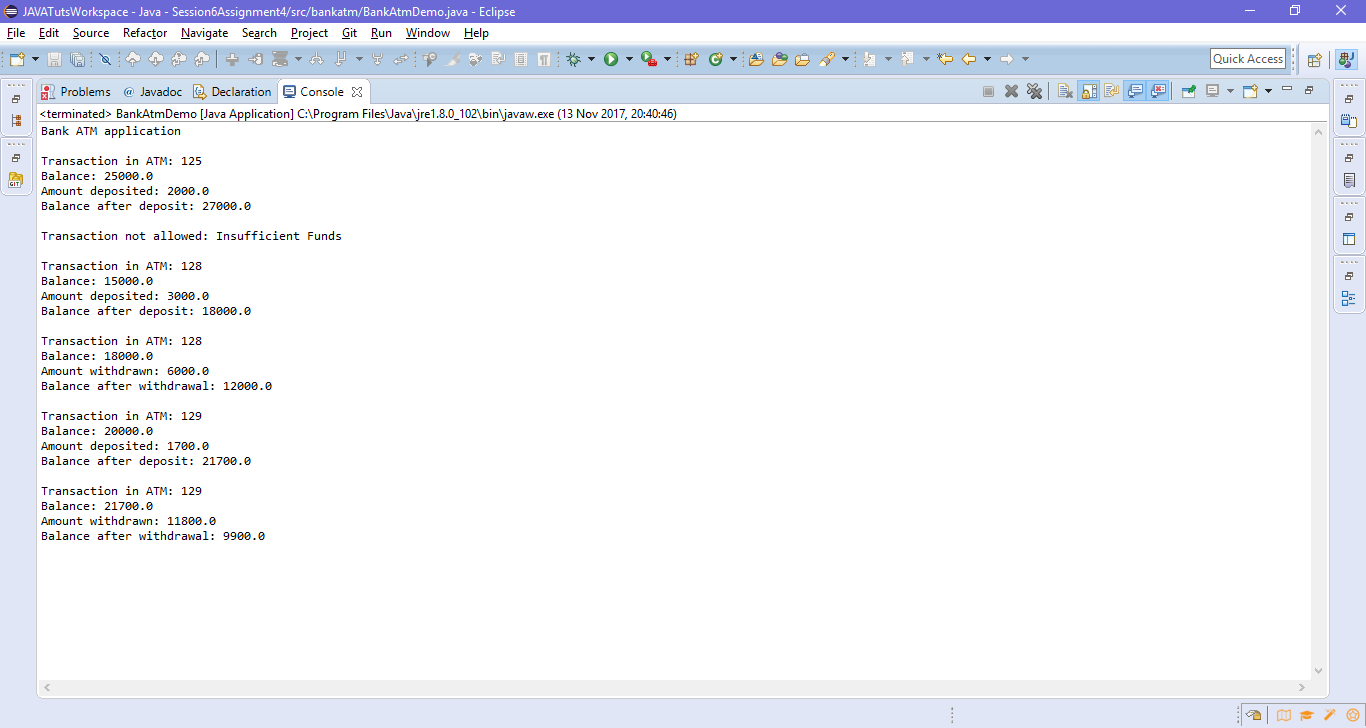 JAVATutsWorkspace - Java - Session6Assignment4/src/bankatm/BankAtmDemo.java - Eclipse
File Edit Source Refactor Navigate Search Project Git Run Window Help
Quick Access
Problems @ Javadoc Declaration Console
<terminated> BankAtmDemo [Java Application] C:\Program Files\Java\jre1.8.0_102\bin\javaw.exe (13 Nov 2017, 20:40:46)
Bank ATM application
Transaction in ATM: 125
Balance: 25000.0
Amount deposited: 2000.0
Balance after deposit: 27000.0
Transaction not allowed: Insufficient Funds
Transaction in ATM: 128
Balance: 15000.0
Amount deposited: 3000.0
Balance after deposit: 18000.0
Transaction in ATM: 128
Balance: 18000.0
Amount withdrawn: 6000.0
Balance after withdrawal: 12000.0
Transaction in ATM: 129
Balance: 20000.0
Amount deposited: 1700.0
Balance after deposit: 21700.0
Transaction in ATM: 129
Balance: 21700.0
Amount withdrawn: 11800.0
Balance after withdrawal: 9900.0